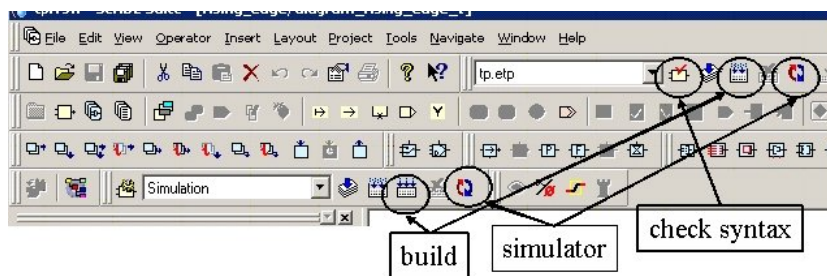 File Edit View Operator Insert Layout Project Tools Navigate Window Help
tp.etp
Simulation
build
simulator
check syntax